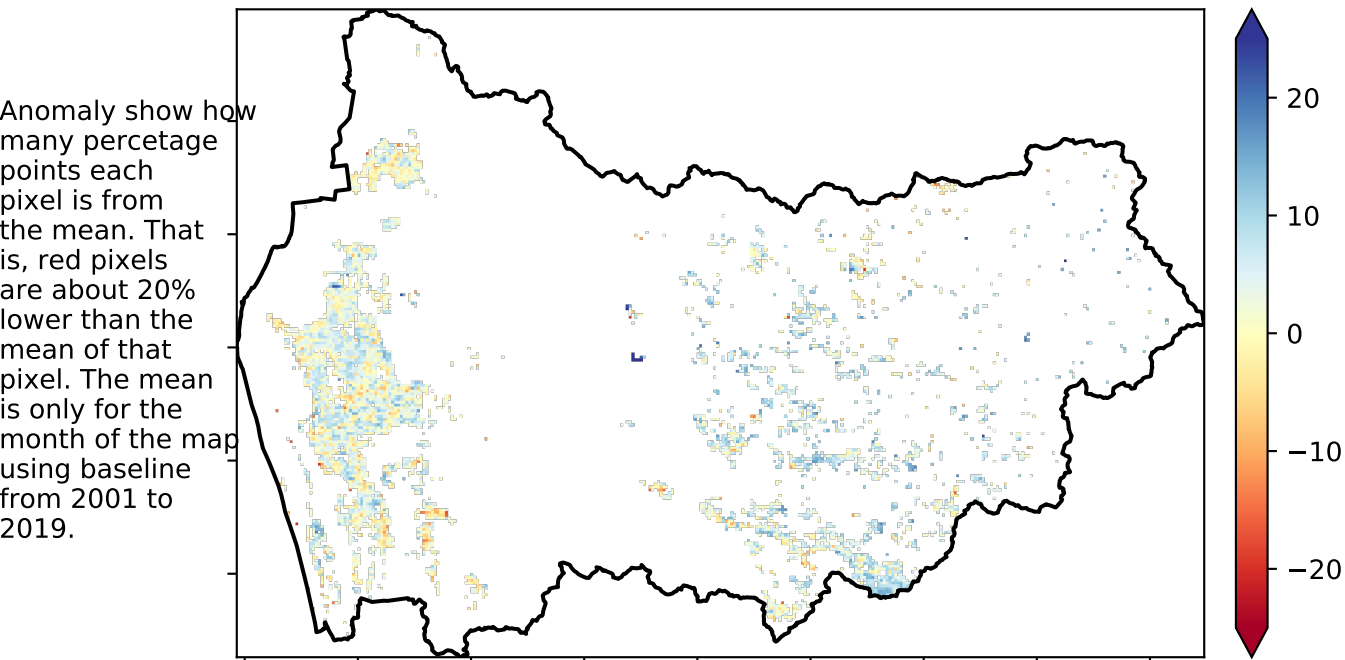 Anomaly show how
many percetage
points each
pixel is from
the mean. That
is, red pixels
are about 20%
lower than the
mean of that
pixel. The mean
is only for the
month of the map
using baseline
from 2001 to
2019.
20
10
0
−10
−20